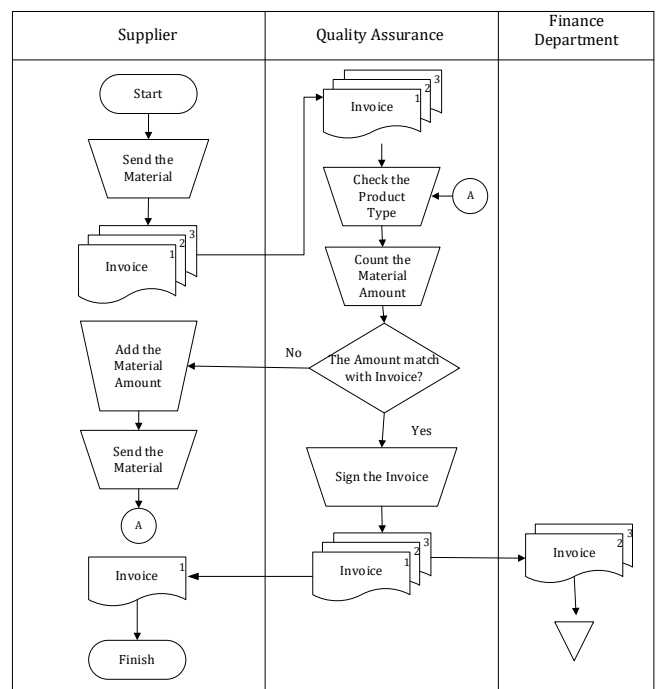 Supplier
Quality Assurance
Finance
Department
Start
Send the
Material
3
2
1
Invoice
3
2
1
Invoice
Check the
Product
Type
A
Count the
Material
Amount
The Amount match
with Invoice?
No
Yes
Add the
Material
Amount
Send the
Material
A
Sign the Invoice
3
2
1
Invoice
3
2
Invoice
1
Invoice
Finish